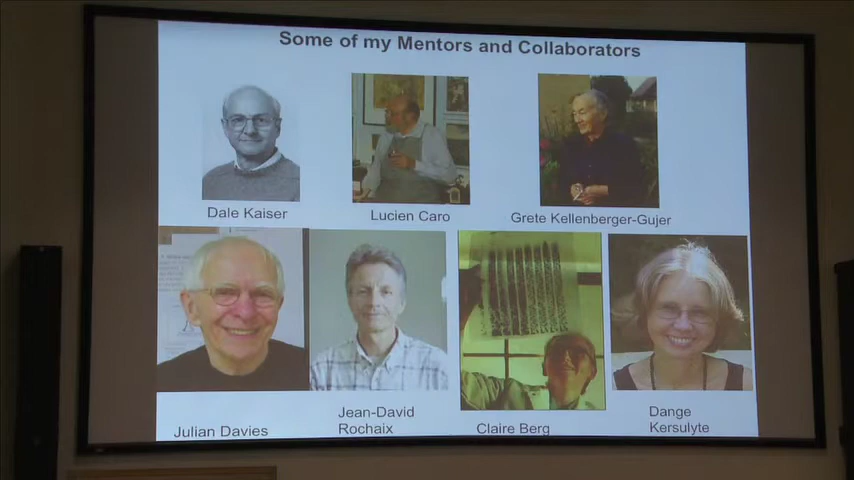 Some of my Mentors and Collaborators
Dale Kaiser
Lucien Caro
Grete Kellenberger-Gujer
Julian Davies
Jean-David
Rochaix
Claire Berg
Dange
Kersulyte